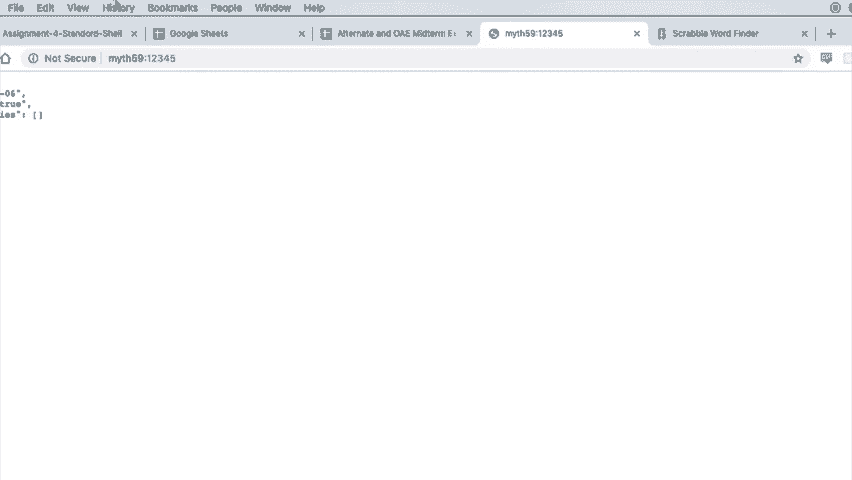 File Edit View History Bookmarks People Window Help
Assignment-4-Standard-Shell Google Sheets Alternate and OAE Midterm myth59:12345 Scrabble Word Finder
Not Secure myth59:12345
-06",
true",
ies": []